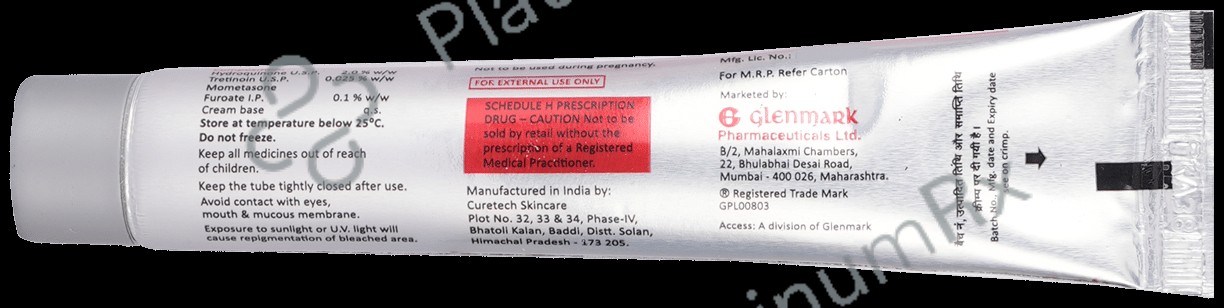 Hydroquinone U.S.P. 2.0 % w/w
Tretinoin U.S.P. 0.025 % w/w
Mometasone
Furoate I.P. 0.1 % w/w
Cream base q.s.
Store at temperature below 25°C.
Do not freeze.
Keep all medicines out of reach
of children.
Keep the tube tightly closed after use.
Avoid contact with eyes,
mouth & mucous membrane.
Exposure to sunlight or U.V. light will
cause repigmentation of bleached area.
Not to be used during pregnancy.
FOR EXTERNAL USE ONLY
SCHEDULE H PRESCRIPTION
DRUG – CAUTION Not to be
sold by retail without the
prescription of a Registered
Medical Practitioner.
Manufactured in India by:
Curetech Skincare
Plot No. 32, 33 & 34, Phase-IV,
Bhatoli Kalan, Baddi, Distt. Solan,
Himachal Pradesh - 173 205.
Mfg. Lic. No.:
For M.R.P. Refer Carton
Marketed by:
glenmark
Pharmaceuticals Ltd.
B/2, Mahalaxmi Chambers,
22, Bhulabhai Desai Road,
Mumbai - 400 026, Maharashtra.
® Registered Trade Mark
GPL00803
Access: A division of Glenmark
बैच नं, उत्पादित तिथि और समाप्ति तिथि
क्रीम्प पर दी गयी है।
Batch No., Mfg. date and Expiry date
see on crimp.